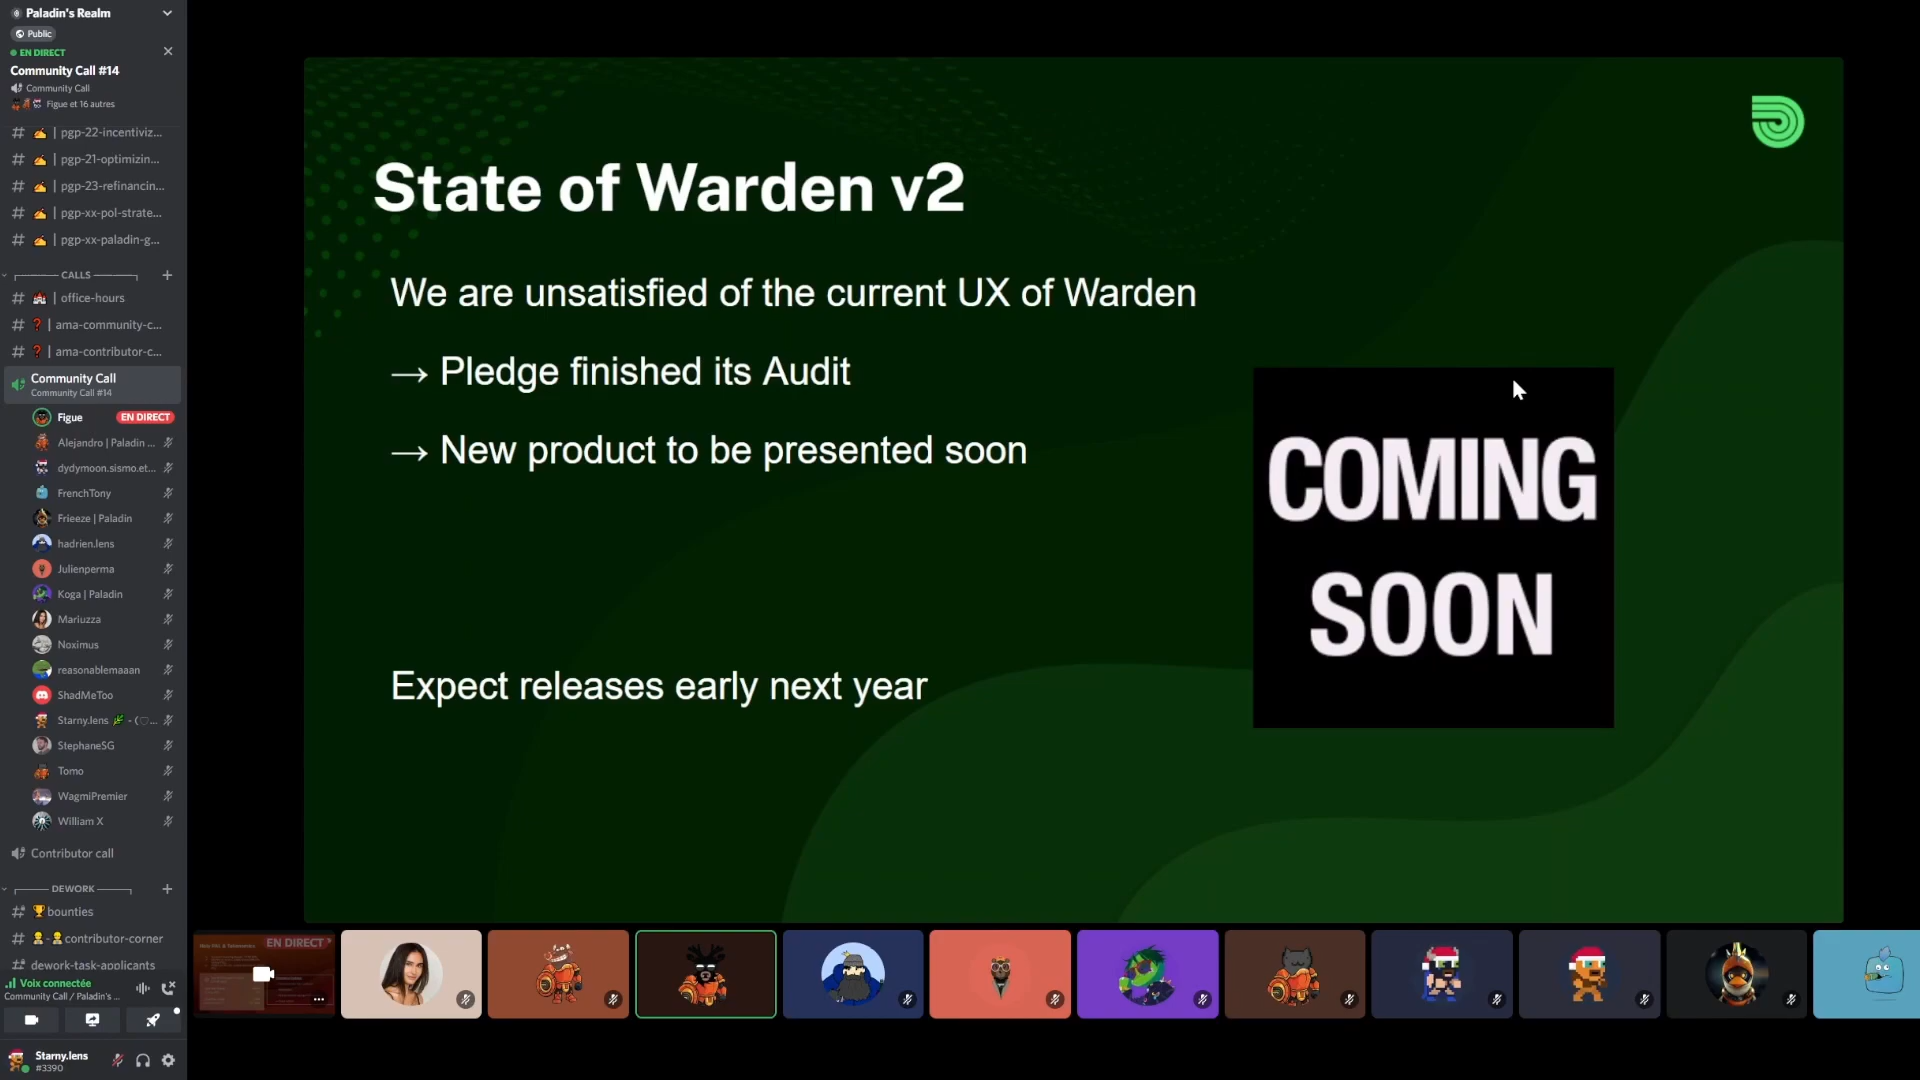 Paladin's Realm
Public
EN DIRECT
Community Call #14
Community Call
Figue et 16 autres
pgp-22-incentiviz...
pgp-21-optimizin...
pgp-23-refinancin...
pgp-xx-pol-strate...
pgp-xx-paladin-g...
CALLS
office-hours
ama-community-c...
ama-contributor-c...
Community Call
Community Call #14
Figue EN DIRECT
Alejandro | Paladin ...
dydymoon.sismo.et...
FrenchTony
Frieeze | Paladin
hadrien.lens
Julienperma
Koga | Paladin
Mariuzza
Noximus
reasonablemaaan
ShadMeToo
Starny.lens
StephaneSG
Tomo
WagmiPremier
William X
Contributor call
DEWORK
bounties
contributor-corner
dework-task-applicants
Voix connectée
Community Call / Paladin's ...
Starny.lens
#3390
State of Warden v2
We are unsatisfied of the current UX of Warden
→ Pledge finished its Audit
→ New product to be presented soon
Expect releases early next year
COMING
SOON
EN DIRECT